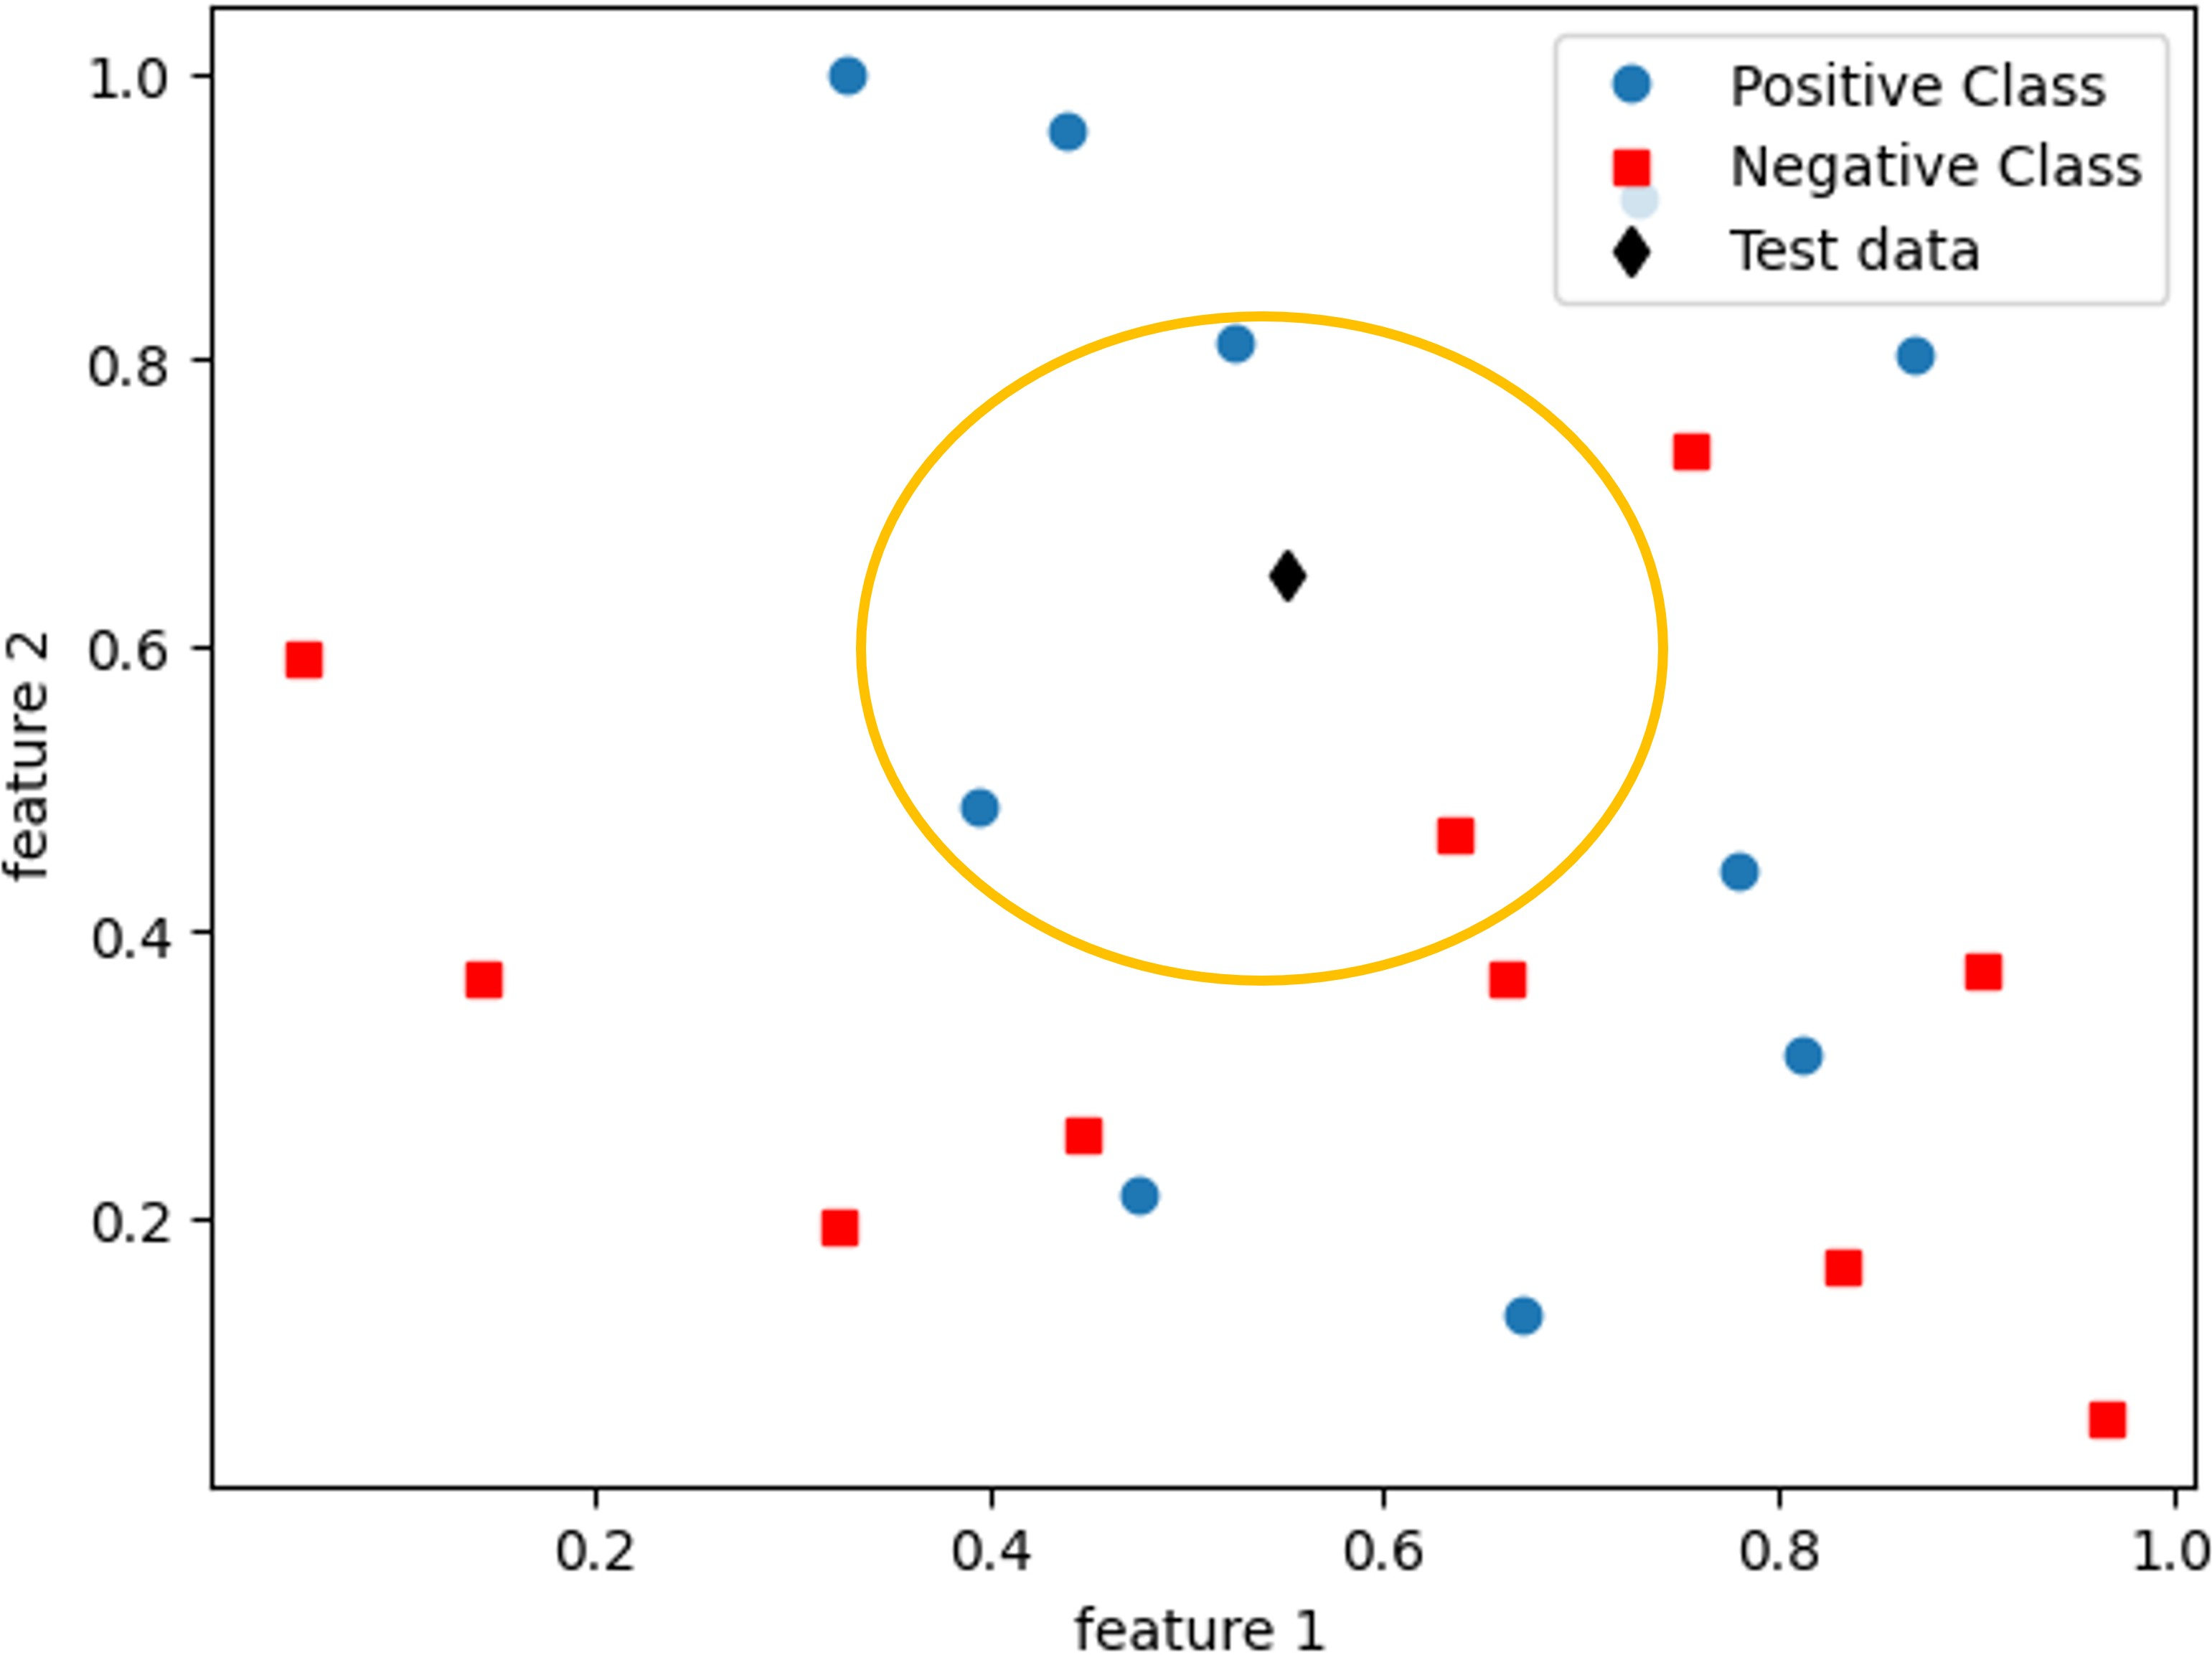 Positive Class
Negative Class
Test data
1.0
0.8
0.6
0.4
0.2
feature 2
0.2 0.4 0.6 0.8 1.0
feature 1